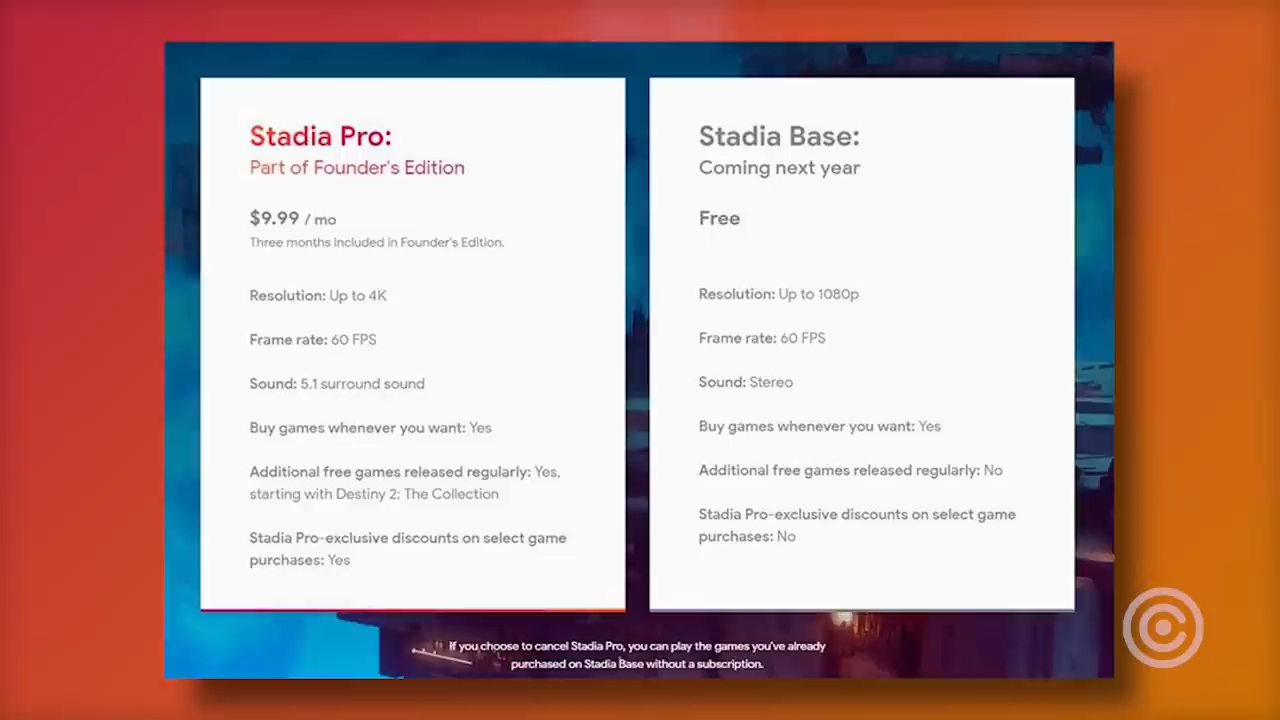 Stadia Pro:
Part of Founder's Edition
$9.99 / mo
Three months included in Founder's Edition.
Resolution: Up to 4K
Frame rate: 60 FPS
Sound: 5.1 surround sound
Buy games whenever you want: Yes
Additional free games released regularly: Yes,
starting with Destiny 2: The Collection
Stadia Pro-exclusive discounts on select game
purchases: Yes
Stadia Base:
Coming next year
Free
Resolution: Up to 1080p
Frame rate: 60 FPS
Sound: Stereo
Buy games whenever you want: Yes
Additional free games released regularly: No
Stadia Pro-exclusive discounts on select game
purchases: No
If you choose to cancel Stadia Pro, you can play the games you've already
purchased on Stadia Base without a subscription.